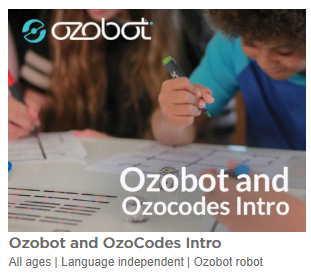 ozobot
Ozobot and
Ozocodes Intro
Ozobot and OzoCodes Intro
All ages | Language independent | Ozobot robot